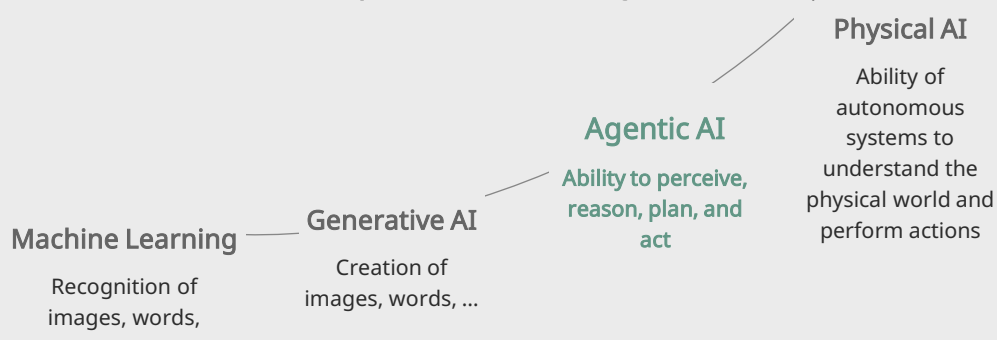 Physical AI
Ability of
autonomous
systems to
understand the
physical world and
perform actions
Agentic AI
Ability to perceive,
reason, plan, and
act
Generative AI
Creation of
images, words, ...
Machine Learning
Recognition of
images, words,